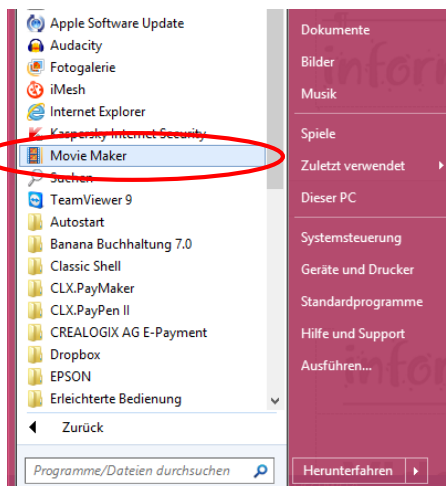 Apple Software Update
Audacity
Fotogalerie
iMesh
Internet Explorer
Kaspersky Internet Security
Movie Maker
Suchen
TeamViewer 9
Autostart
Banana Buchhaltung 7.0
Classic Shell
CLX.PayMaker
CLX.PayPen II
CREALOGIX AG E-Payment
Dropbox
EPSON
Erleichterte Bedienung
Zurück
Programme/Dateien durchsuchen
Dokumente
Bilder
Musik
Spiele
Zuletzt verwendet
Dieser PC
Systemsteuerung
Geräte und Drucker
Standardprogramme
Hilfe und Support
Ausführen...
Herunterfahren